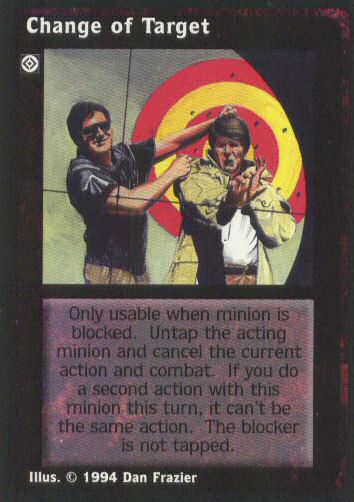 Change of Target
Only usable when minion is
blocked. Untap the acting
minion and cancel the current
action and combat. If you do
a second action with this
minion this turn, it can't be
the same action. The blocker
is not tapped.
Illus. © 1994 Dan Frazier